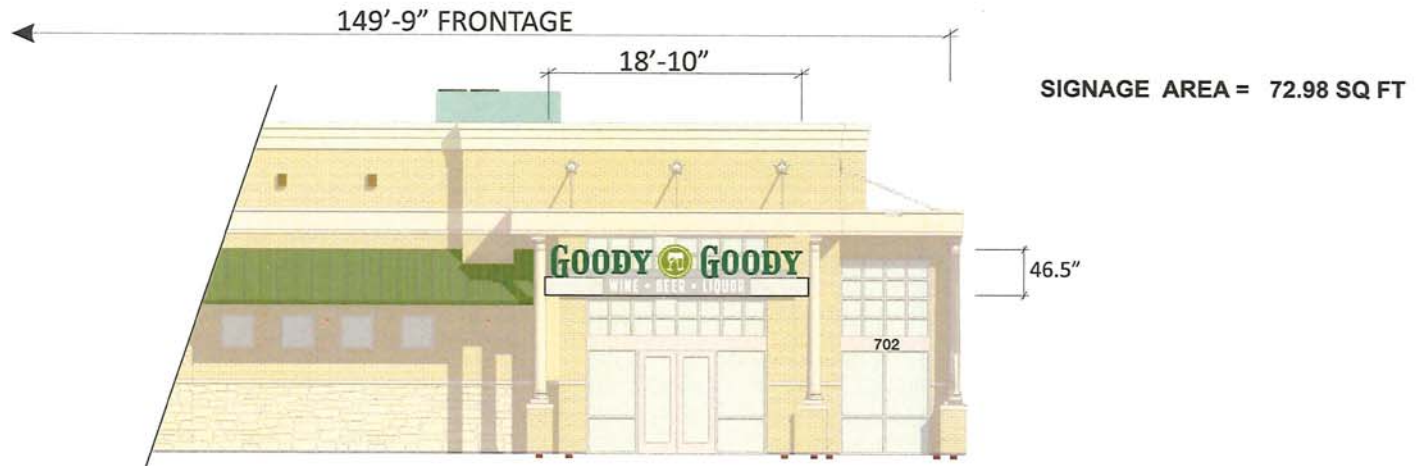 149’-9” FRONTAGE
18’-10”
SIGNAGE AREA = 72.98 SQ FT
GOODY GOODY
WINE • BEER • LIQUOR
46.5”
702